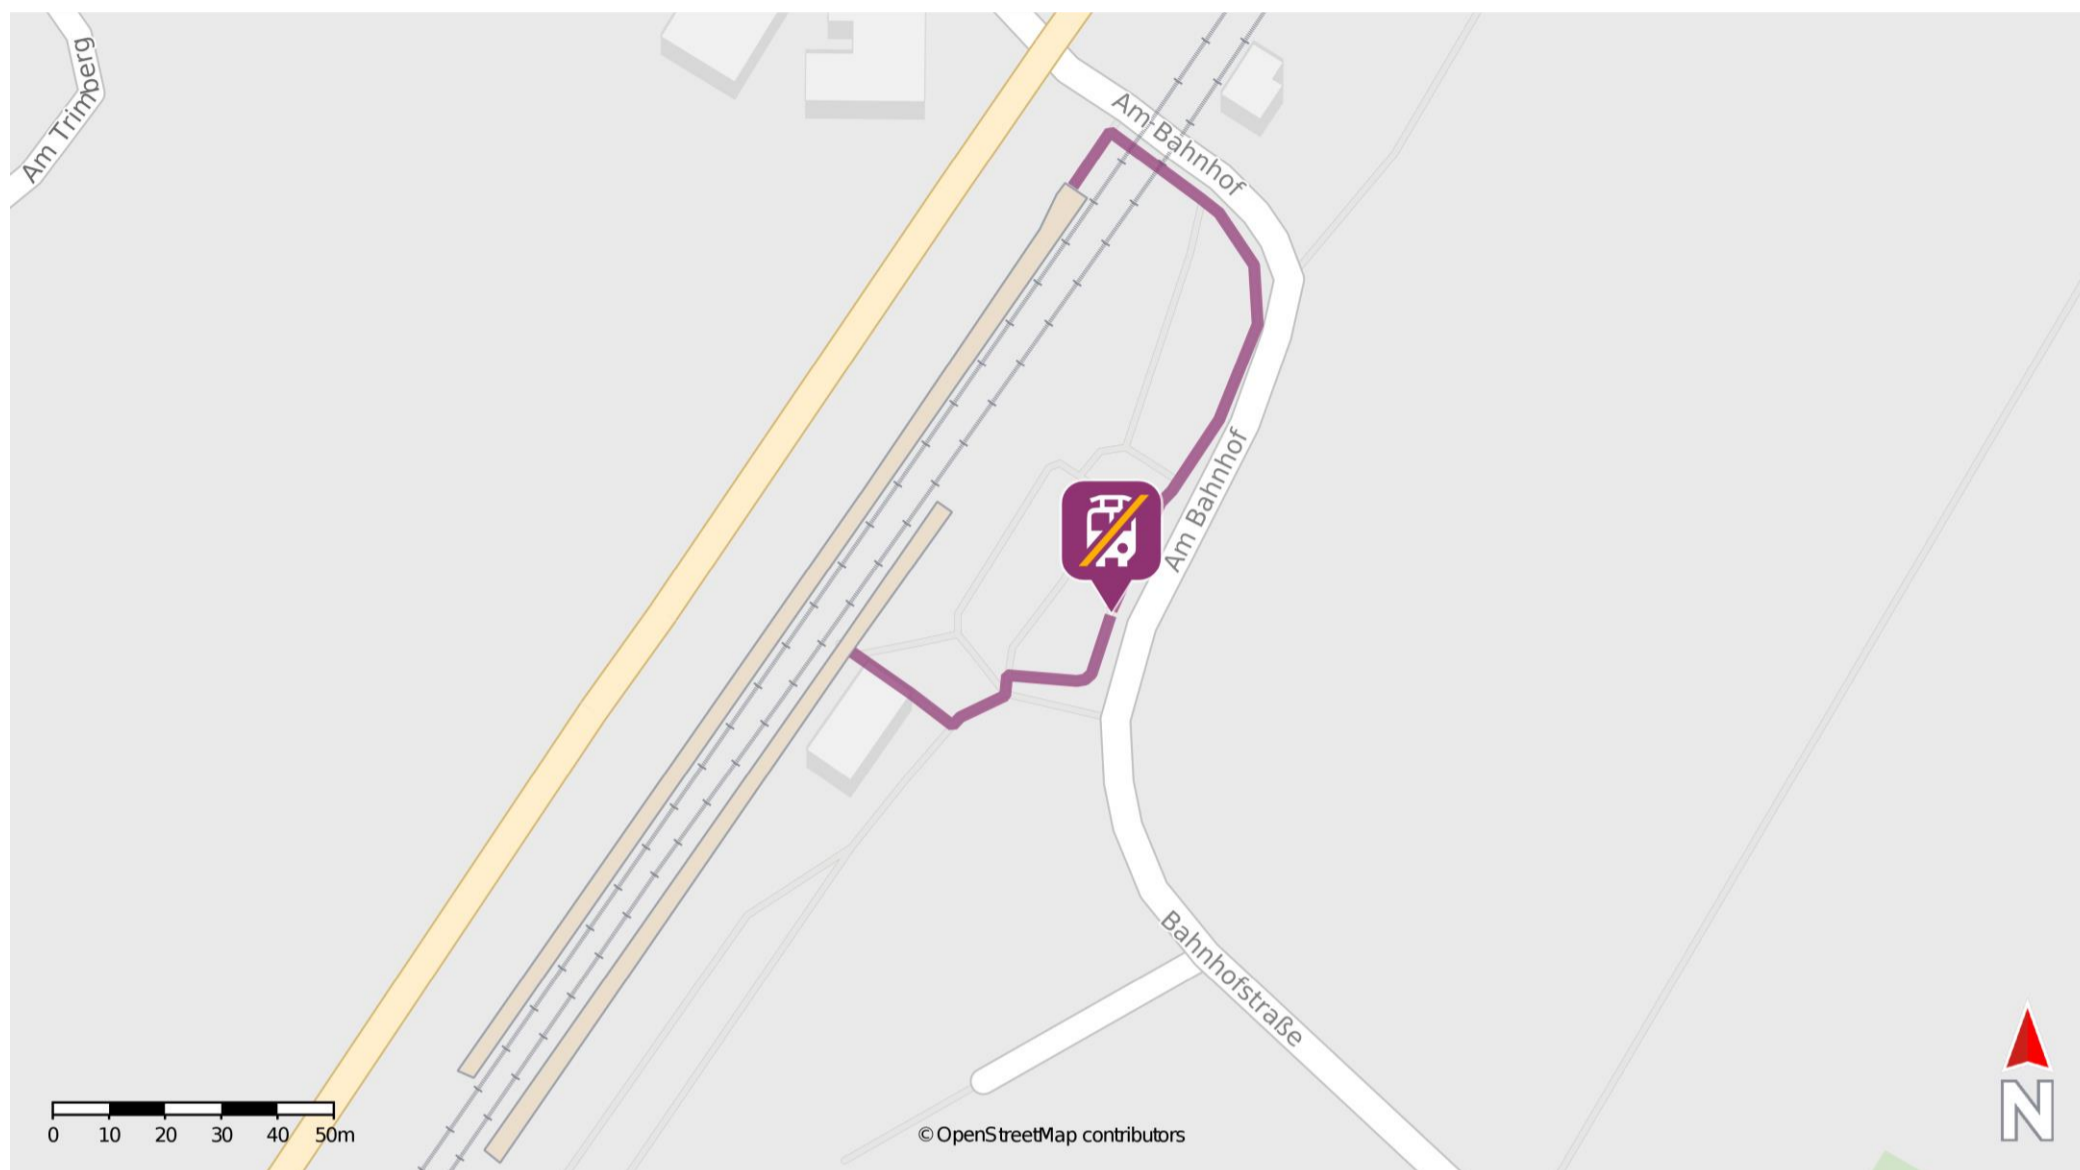 Am Trimberg
Am Bahnhof
Am Bahnhof
Bahnhofstraße
0 10 20 30 40 50m
© OpenStreetMap contributors
N